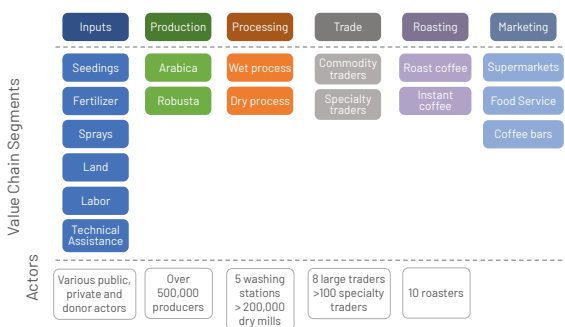 Inputs
Production
Processing
Trade
Roasting
Marketing
Value Chain Segments
Seedings
Arabica
Wet process
Commodity
traders
Roast coffee
Supermarkets
Fertilizer
Robusta
Dry process
Specialty
traders
Instant
coffee
Food Service
Sprays
Coffee bars
Land
Labor
Technical
Assistance
Actors
Various public,
private and
donor actors
Over
500,000
producers
5 washing
stations
> 200,000
dry mills
8 large traders
>100 specialty
traders
10 roasters